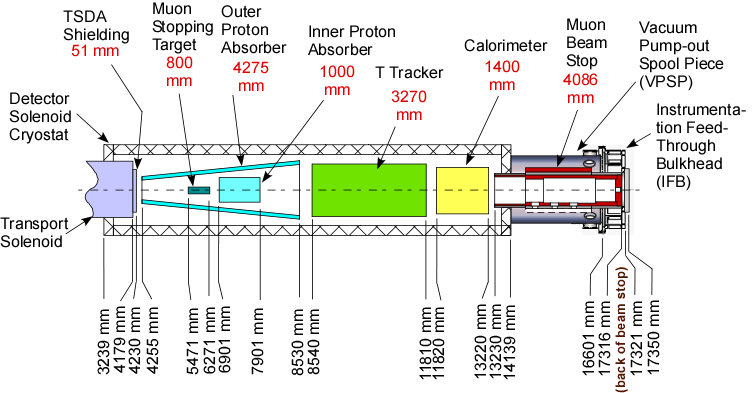 TSDA
Shielding
51 mm
Muon
Stopping
Target
800
mm
Outer
Proton
Absorber
4275
mm
Inner Proton
Absorber
1000
mm
T Tracker
3270
mm
Calorimeter
1400
mm
Muon
Beam
Stop
4086
mm
Vacuum
Pump-out
Spool Piece
(VPSP)
Instrumenta-
tion Feed-
Through
Bulkhead
(IFB)
Detector
Solenoid
Cryostat
Transport
Solenoid
3239 mm
4179 mm
4230 mm
4255 mm
5471 mm
6271 mm
6901 mm
7901 mm
8530 mm
8540 mm
11810 mm
11820 mm
13220 mm
13230 mm
14139 mm
16601 mm
17316 mm
(back of beam stop)
17321 mm
17350 mm